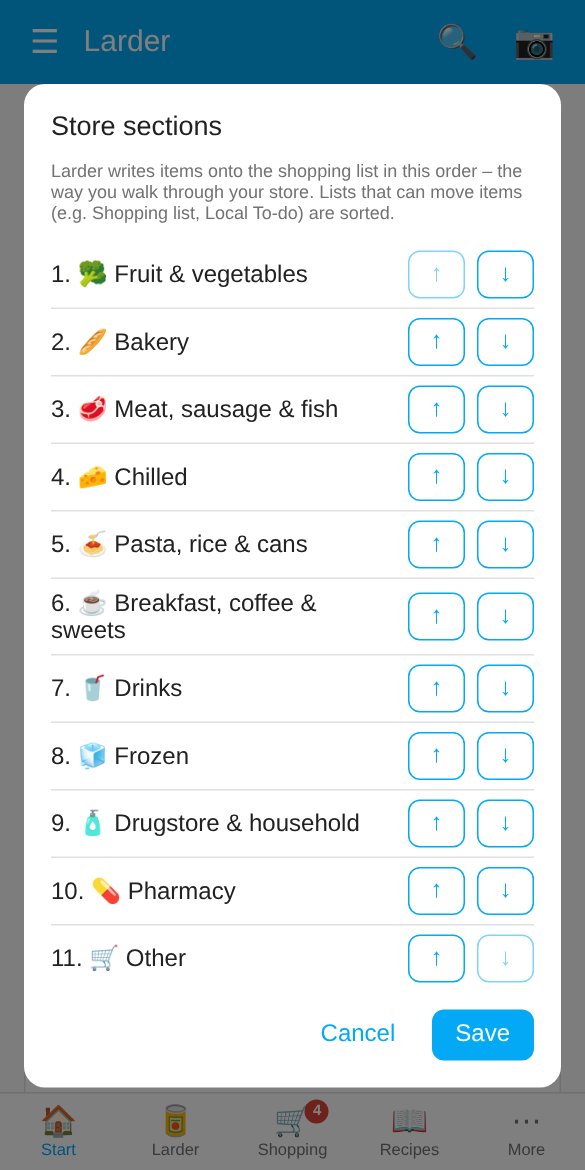 ☰ Larder
Store sections
Larder writes items onto the shopping list in this order – the
way you walk through your store. Lists that can move items
(e.g. Shopping list, Local To-do) are sorted.
1. 🥦 Fruit & vegetables ↑ ↓
2. 🥖 Bakery ↑ ↓
3. 🥩 Meat, sausage & fish ↑ ↓
4. 🧀 Chilled ↑ ↓
5. 🍝 Pasta, rice & cans ↑ ↓
6. ☕ Breakfast, coffee &
sweets ↑ ↓
7. 🥤 Drinks ↑ ↓
8. 🧊 Frozen ↑ ↓
9. 🧴 Drugstore & household ↑ ↓
10. 💊 Pharmacy ↑ ↓
11. 🛒 Other ↑ ↓
Cancel Save
4
Start Larder Shopping Recipes More